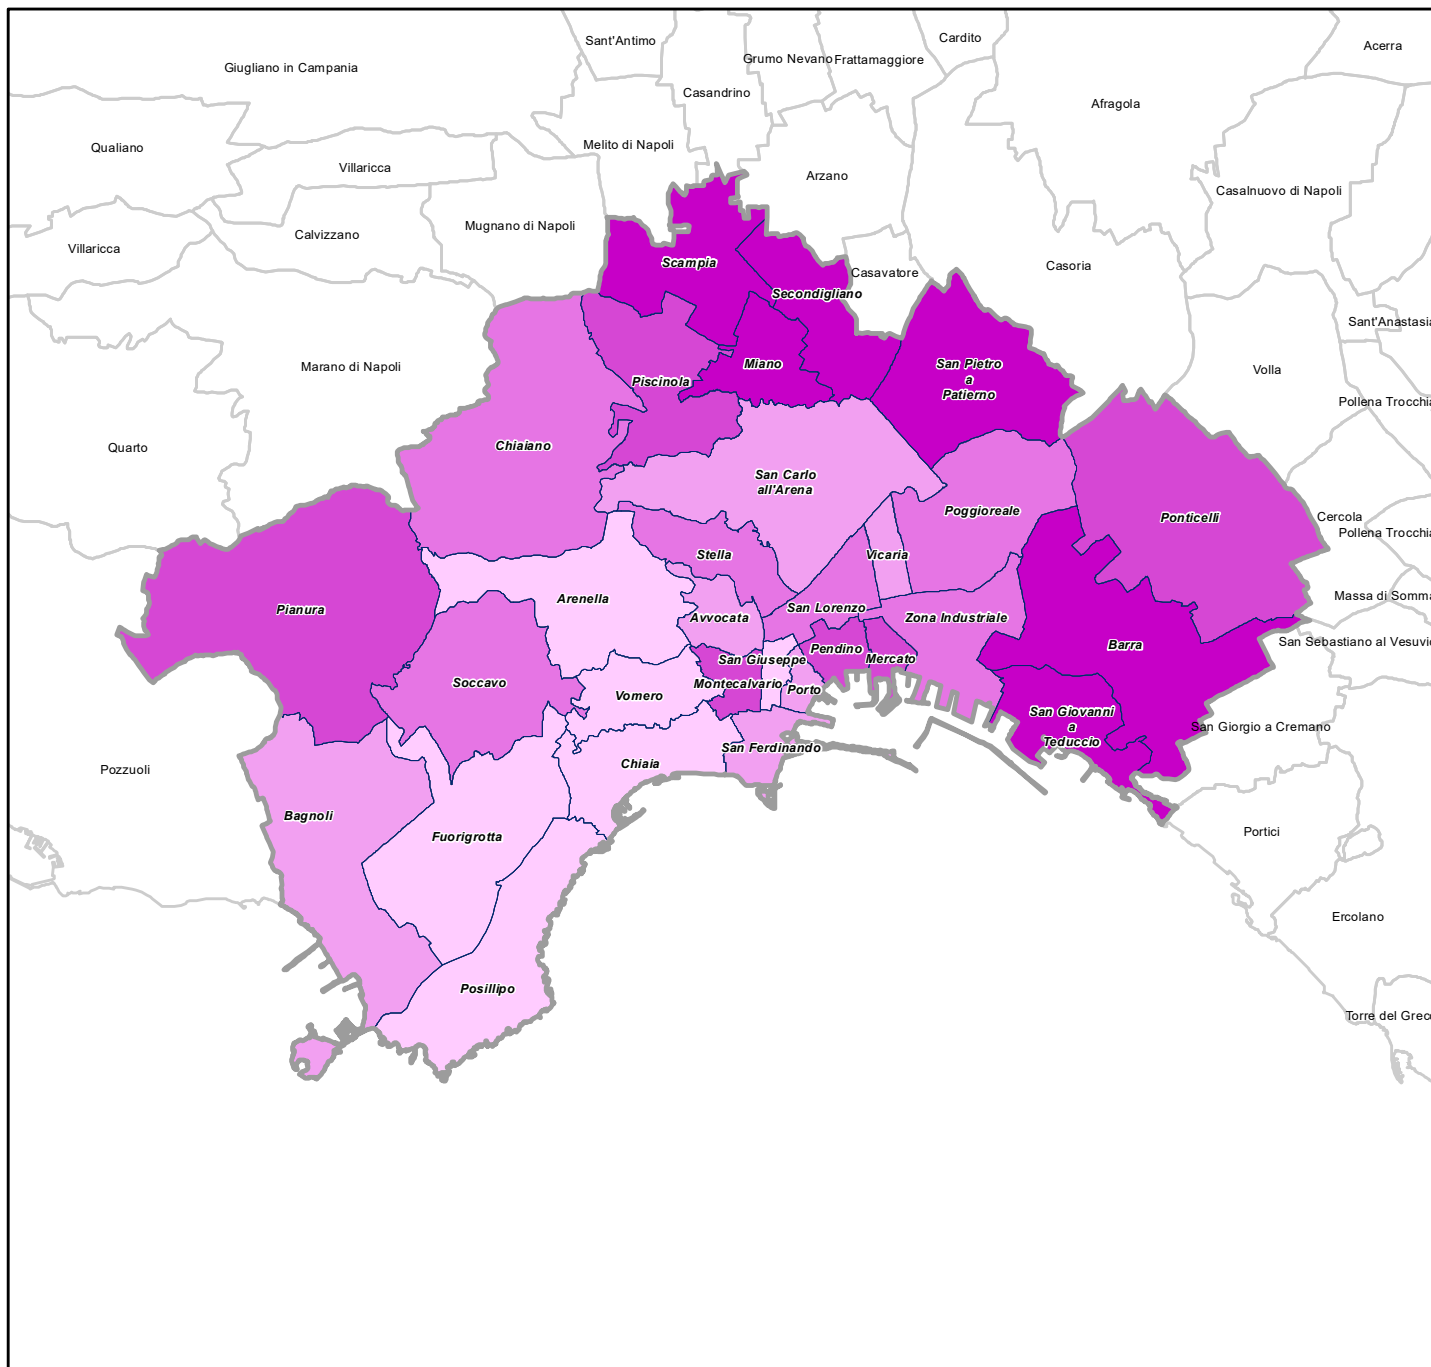 Sant'Antimo
Cardito
Acerra
Giugliano in Campania
Grumo Nevano
Frattamaggiore
Casandrino
Afragola
Qualiano
Melito di Napoli
Villaricca
Arzano
Casalnuovo di Napoli
Mugnano di Napoli
Calvizzano
Villaricca
Scampia
Casoria
Casavatore
Secondigliano
Sant'Anastasia
Marano di Napoli
Miano
San Pietro
a
Patierno
Volla
Piscinola
Pollena Trocchia
Quarto
Chiaiano
San Carlo
all'Arena
Poggioreale
Ponticelli
Cercola
Pollena Trocchia
Stella
Vicaria
Massa di Somma
Pianura
Arenella
San Lorenzo
Avvocata
Zona Industriale
San Sebastiano al Vesuvio
Barra
Pendino
San Giuseppe
Mercato
Soccavo
Montecalvario
Porto
Vomero
San Giovanni
a
Teduccio
San Giorgio a Cremano
San Ferdinando
Chiaia
Pozzuoli
Bagnoli
Fuorigrotta
Portici
Ercolano
Posillipo
Torre del Greco